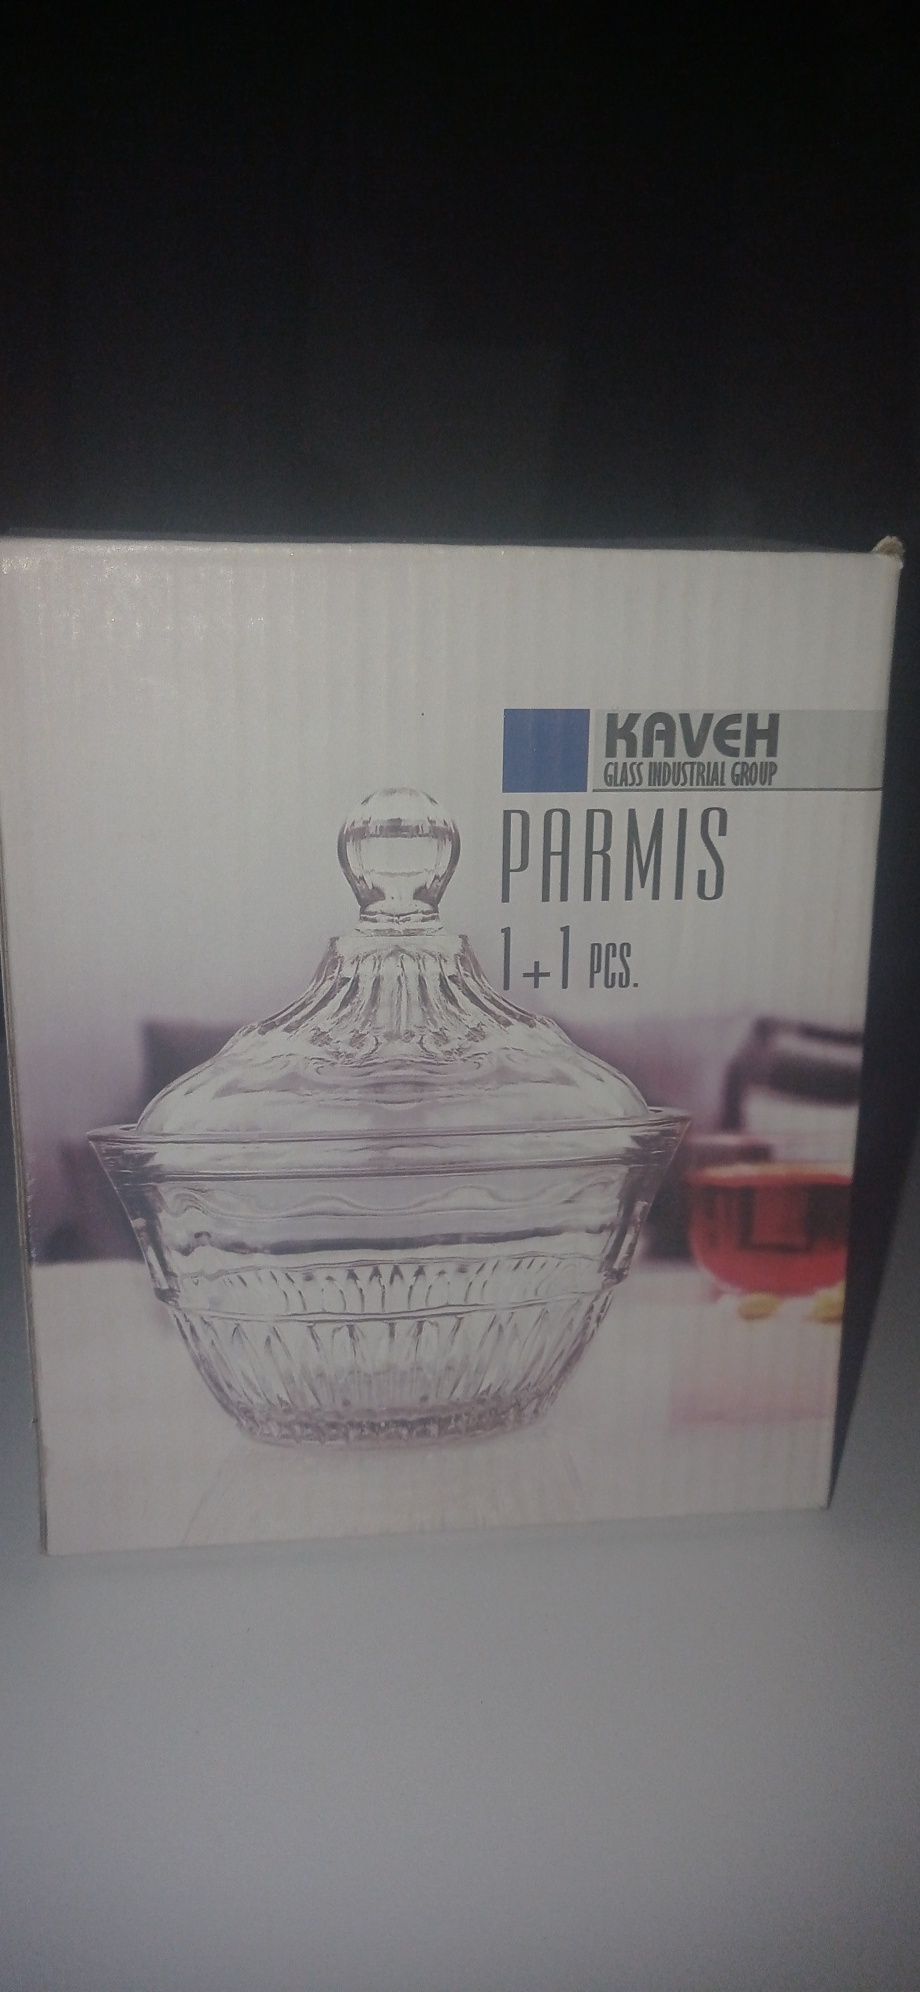 KAVEH
GLASS INDUSTRIAL GROUP
PARMIS
1+1 PCS.